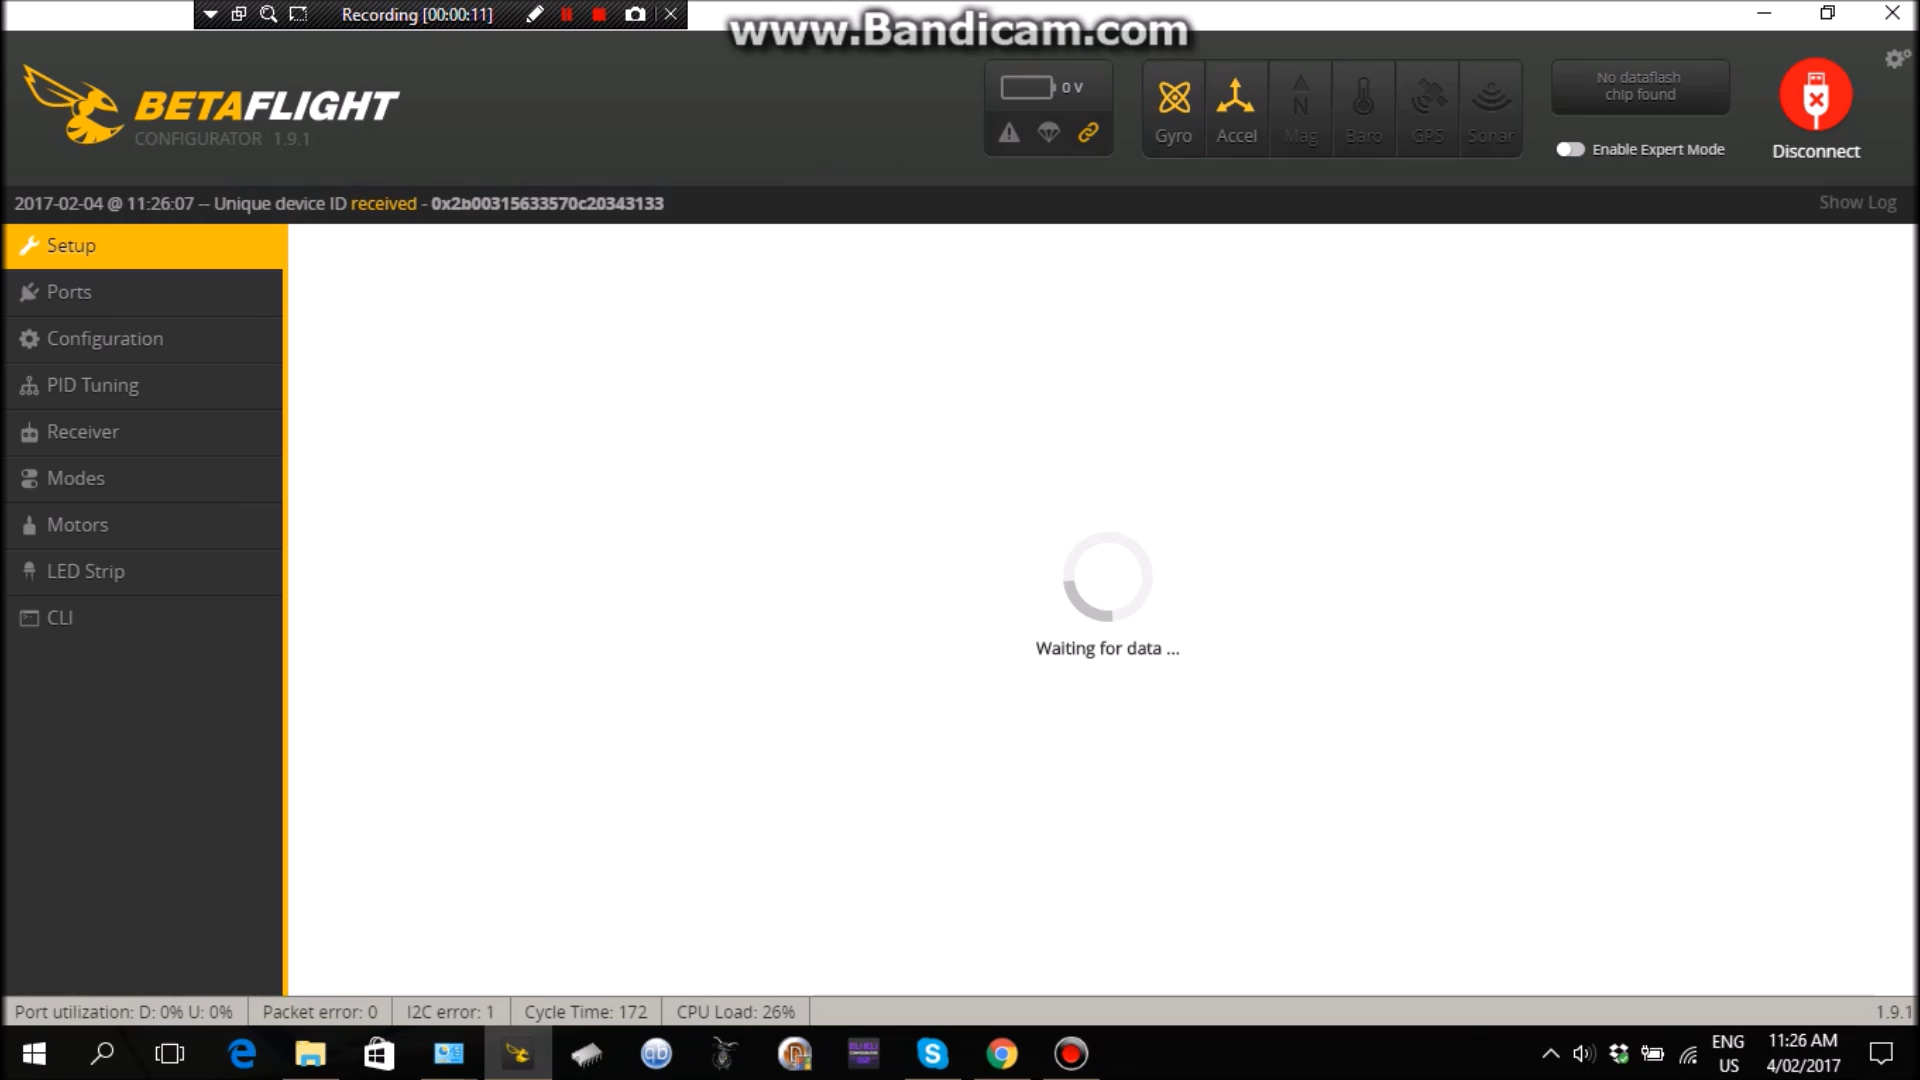 Recording [00:00:11]
www.Bandicam.com
BETAFLIGHT
CONFIGURATOR 1.9.1
0 V
Gyro
Accel
Mag
Baro
GPS
Sonar
No dataflash
chip found
Enable Expert Mode
Disconnect
2017-02-04 @ 11:26:07 -- Unique device ID received - 0x2b00315633570c20343133
Show Log
Setup
Ports
Configuration
PID Tuning
Receiver
Modes
Motors
LED Strip
CLI
Waiting for data ...
Port utilization: D: 0% U: 0%
Packet error: 0
I2C error: 1
Cycle Time: 172
CPU Load: 26%
1.9.1
ENG
US
11:26 AM
4/02/2017